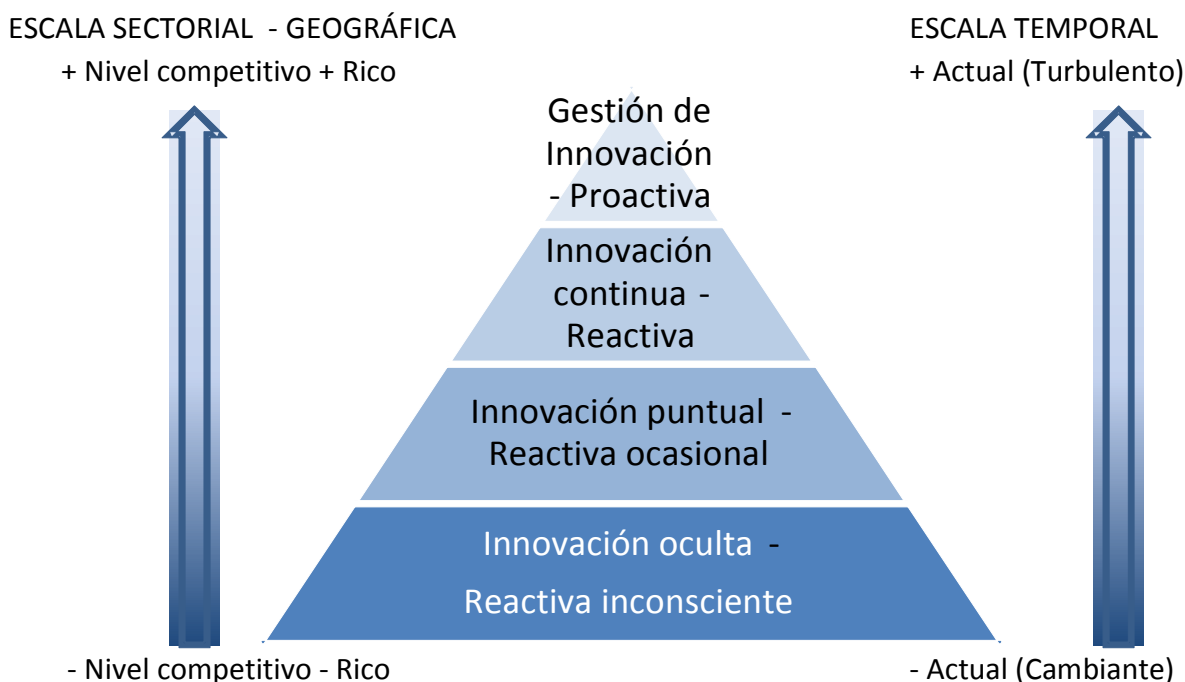 ESCALA SECTORIAL - GEOGRÁFICA
+ Nivel competitivo + Rico
ESCALA TEMPORAL
+ Actual (Turbulento)
Gestión de
Innovación
- Proactiva
Innovación
continua -
Reactiva
Innovación puntual -
Reactiva ocasional
Innovación oculta -
Reactiva inconsciente
- Nivel competitivo - Rico
- Actual (Cambiante)